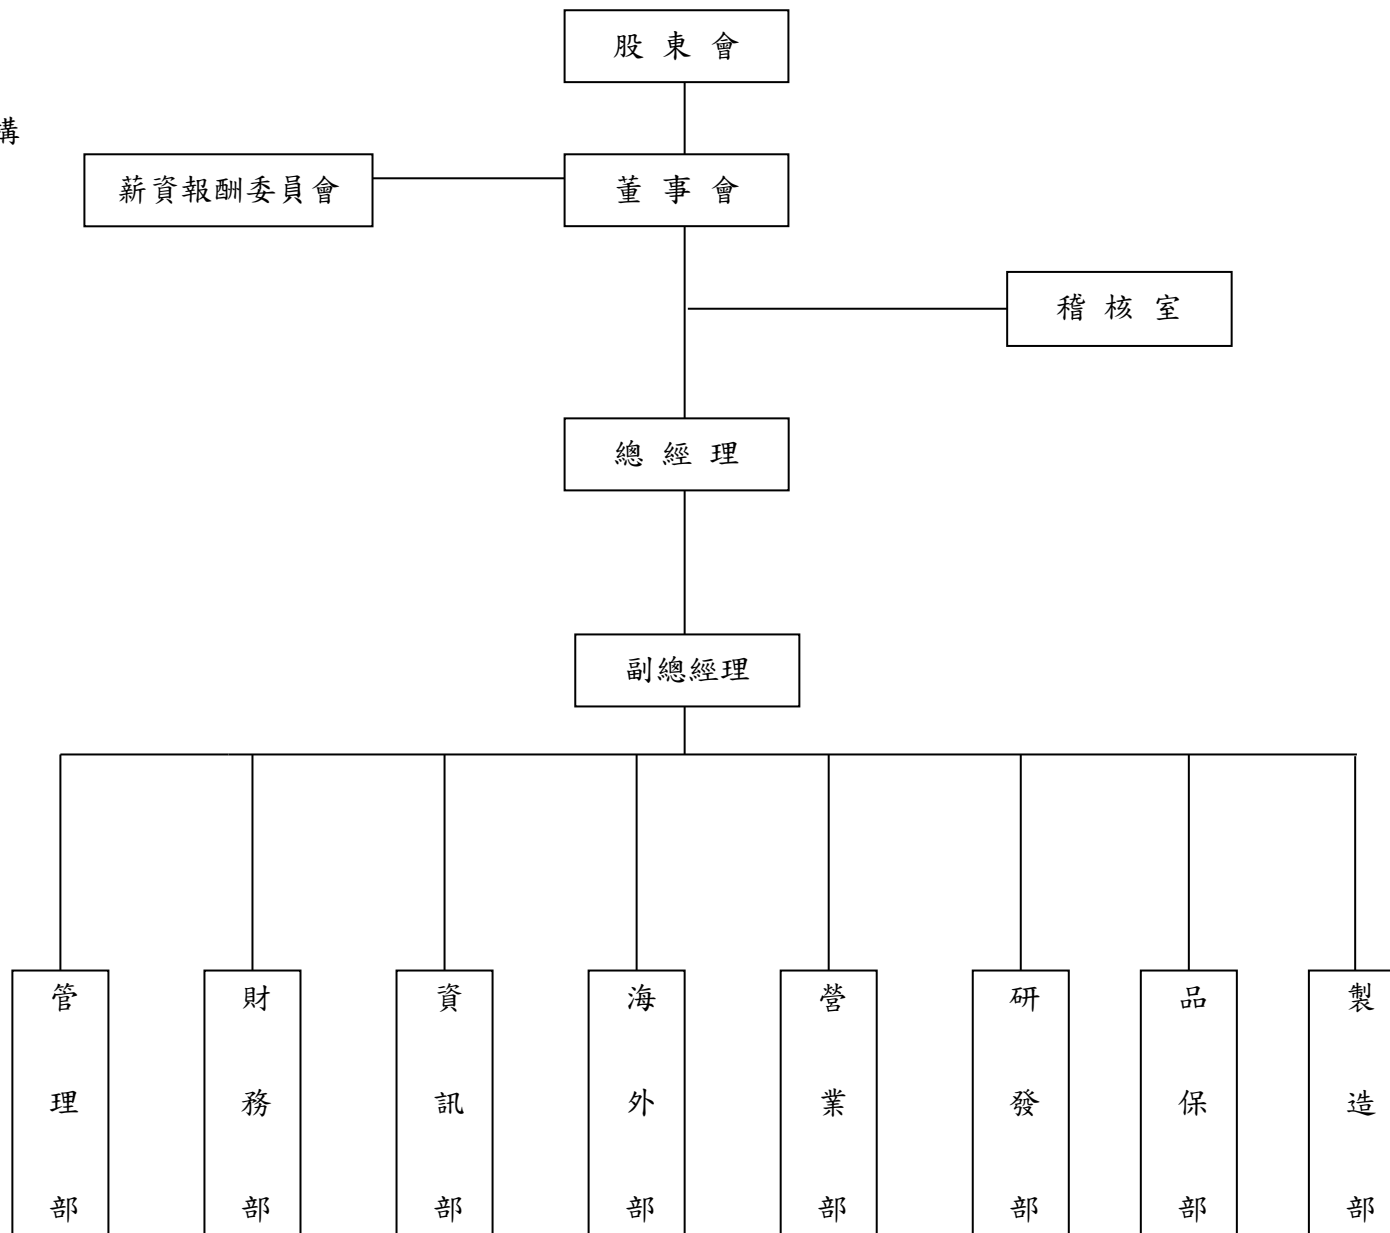 股東會
構
薪資報酬委員會
董事會
稽核室
總經理
副總經理
管理部
財務部
資訊部
海外部
營業部
研發部
品保部
製造部